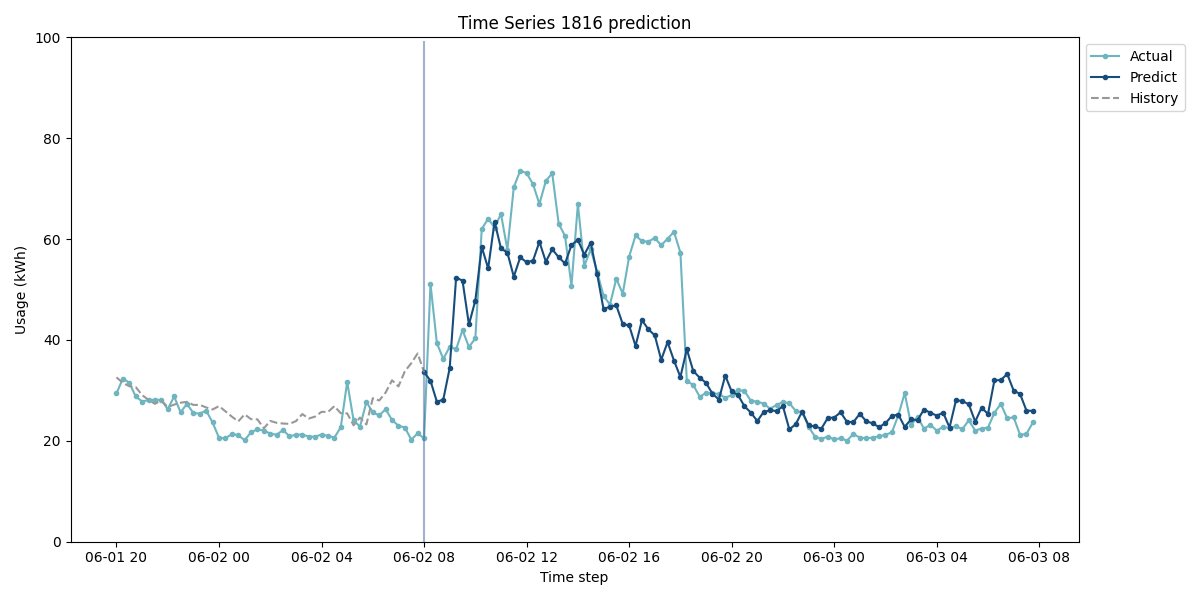 Time Series 1816 prediction
100
80
60
40
20
0
Usage (kWh)
06-01 20
06-02 00
06-02 04
06-02 08
06-02 12
06-02 16
06-02 20
06-03 00
06-03 04
06-03 08
Time step
Actual
Predict
History